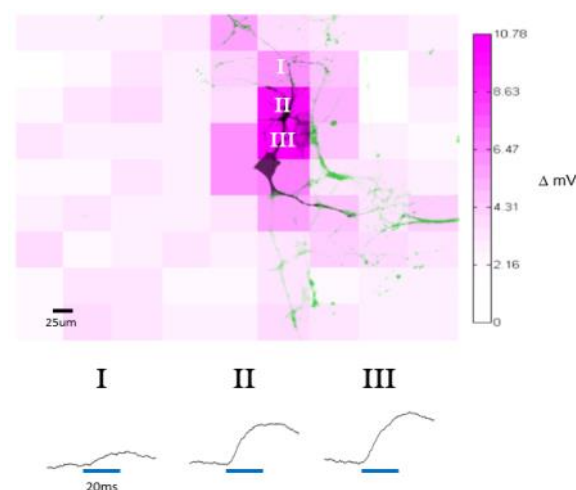 10.78
I
II
8.63
III
6.47
Δ mV
4.31
2.16
25um
0
I II III
20ms